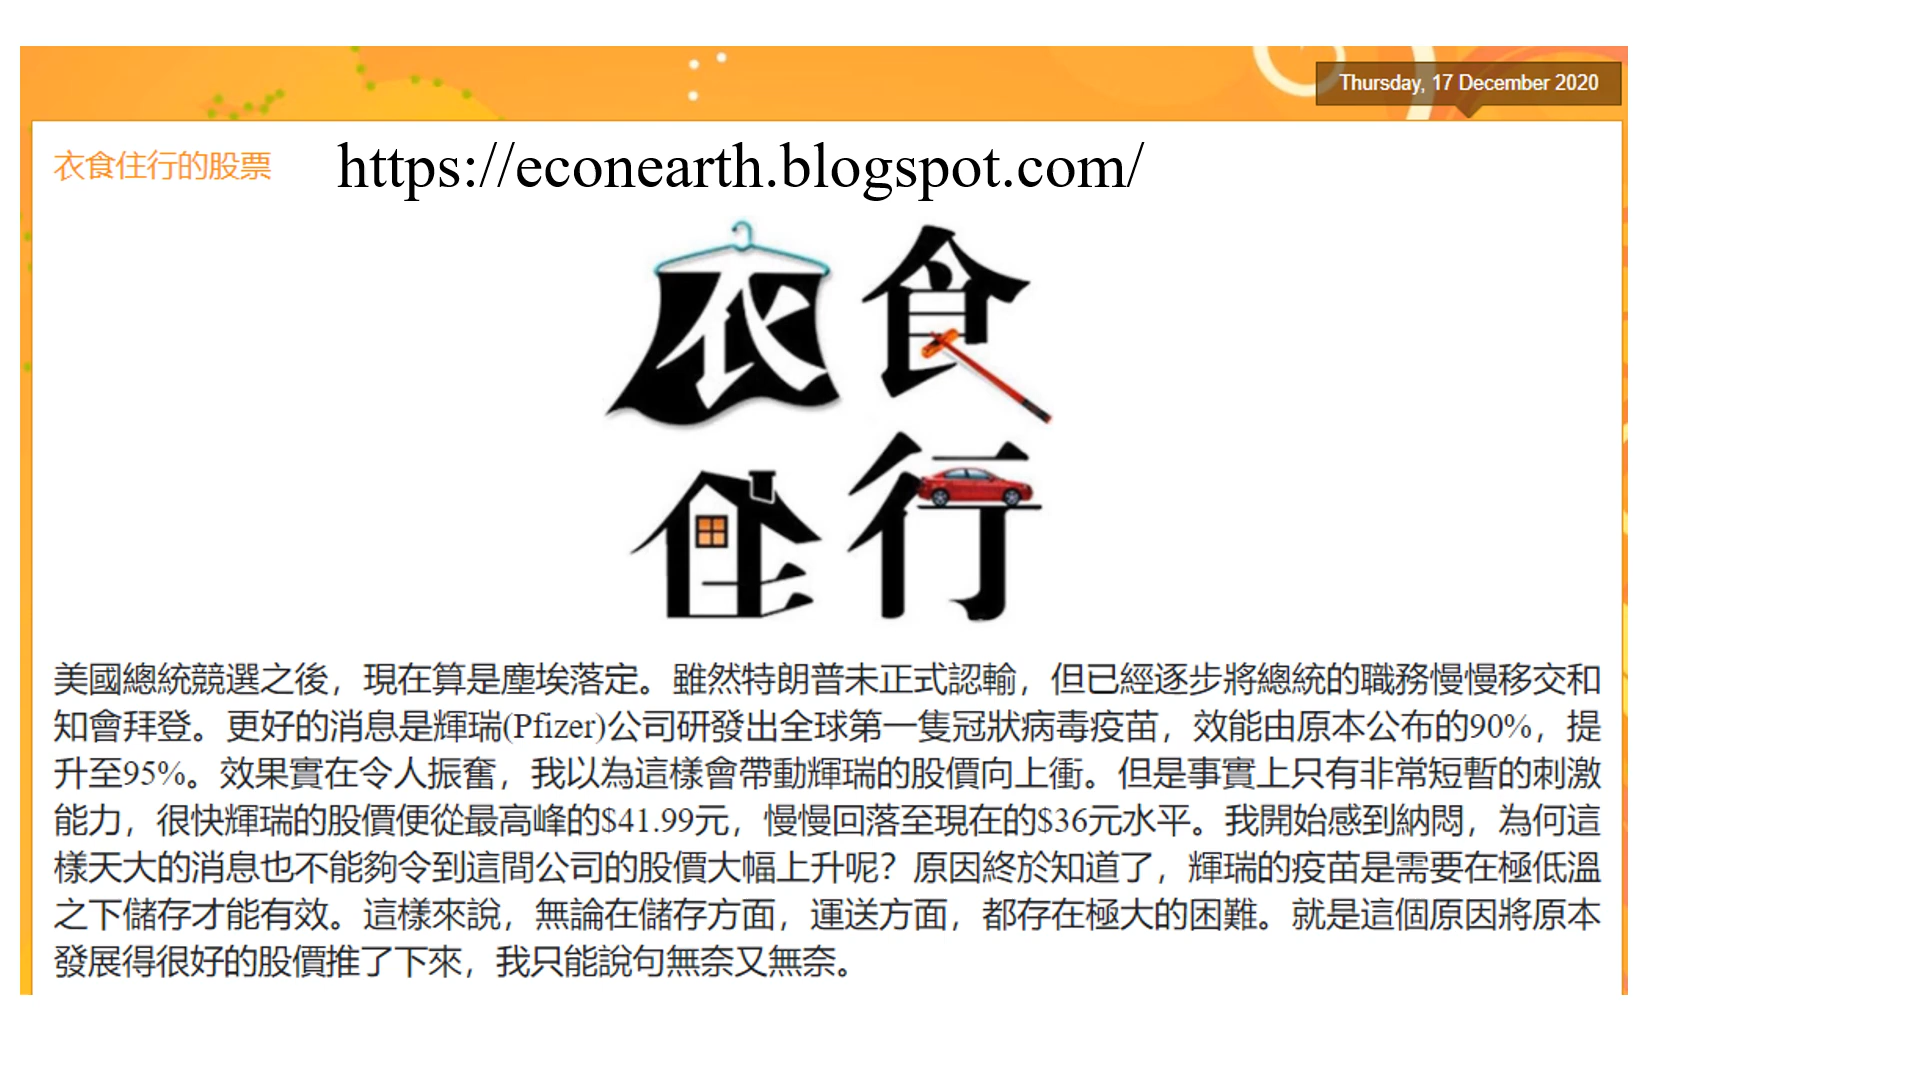 Thursday, 17 December 2020
衣食住行的股票
https://econearth.blogspot.com/
衣食
住行
美國總統競選之後，現在算是塵埃落定。雖然特朗普未正式認輸，但已經逐步將總統的職務慢慢移交和
知會拜登。更好的消息是輝瑞(Pfizer)公司研發出全球第一隻冠狀病毒疫苗，效能由原本公布的90%，提
升至95%。效果實在令人振奮，我以為這樣會帶動輝瑞的股價向上衝。但是事實上只有非常短暫的刺激
能力，很快輝瑞的股價便從最高峰的$41.99元，慢慢回落至現在的$36元水平。我開始感到納悶，為何這
樣天大的消息也不能夠令到這間公司的股價大幅上升呢？原因終於知道了，輝瑞的疫苗是需要在極低溫
之下儲存才能有效。這樣來說，無論在儲存方面，運送方面，都存在極大的困難。就是這個原因將原本
發展得很好的股價推了下來，我只能說句無奈又無奈。